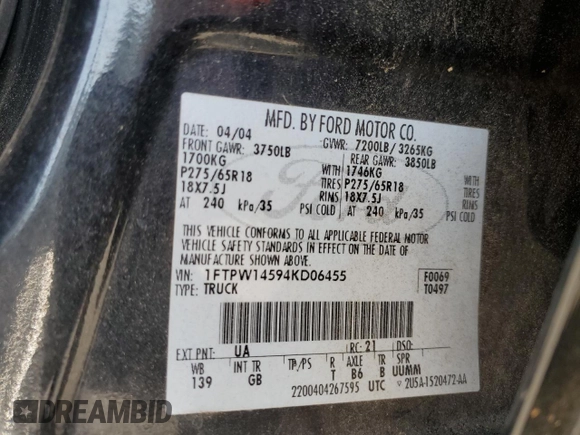 MFD. BY FORD MOTOR CO.
DATE: 04/04 GVWR: 7200LB/ 3265KG
FRONT GAWR: 3750LB REAR GAWR: 3850LB
1700KG WITH 1746KG WITH
P275/65R18 TIRES P275/65R18 TIRES
18X7.5J RIMS 18X7.5J RIMS
AT 240 kPa/35 PSI COLD AT 240 kPa/35 PSI COLD
THIS VEHICLE CONFORMS TO ALL APPLICABLE FEDERAL MOTOR
VEHICLE SAFETY STANDARDS IN EFFECT ON THE DATE OF
MANUFACTURE SHOWN ABOVE.
VIN: 1FTPW14594KD06455 F0069
TYPE: TRUCK T0497
EXT PNT: UA RC: 21 DSO:
WB INT TR TP/PS R AXLE TR SPR
139 GB T B6 B UUMM
2200404267595 UTC 2U5A-1520472-AA
Ford
DREAMBID